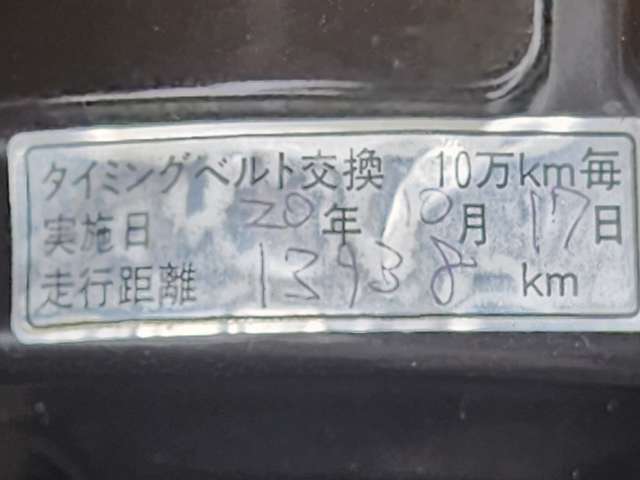 タイミングベルト交換 10万km毎
実施日 20年 10月 17日
走行距離 13938 km